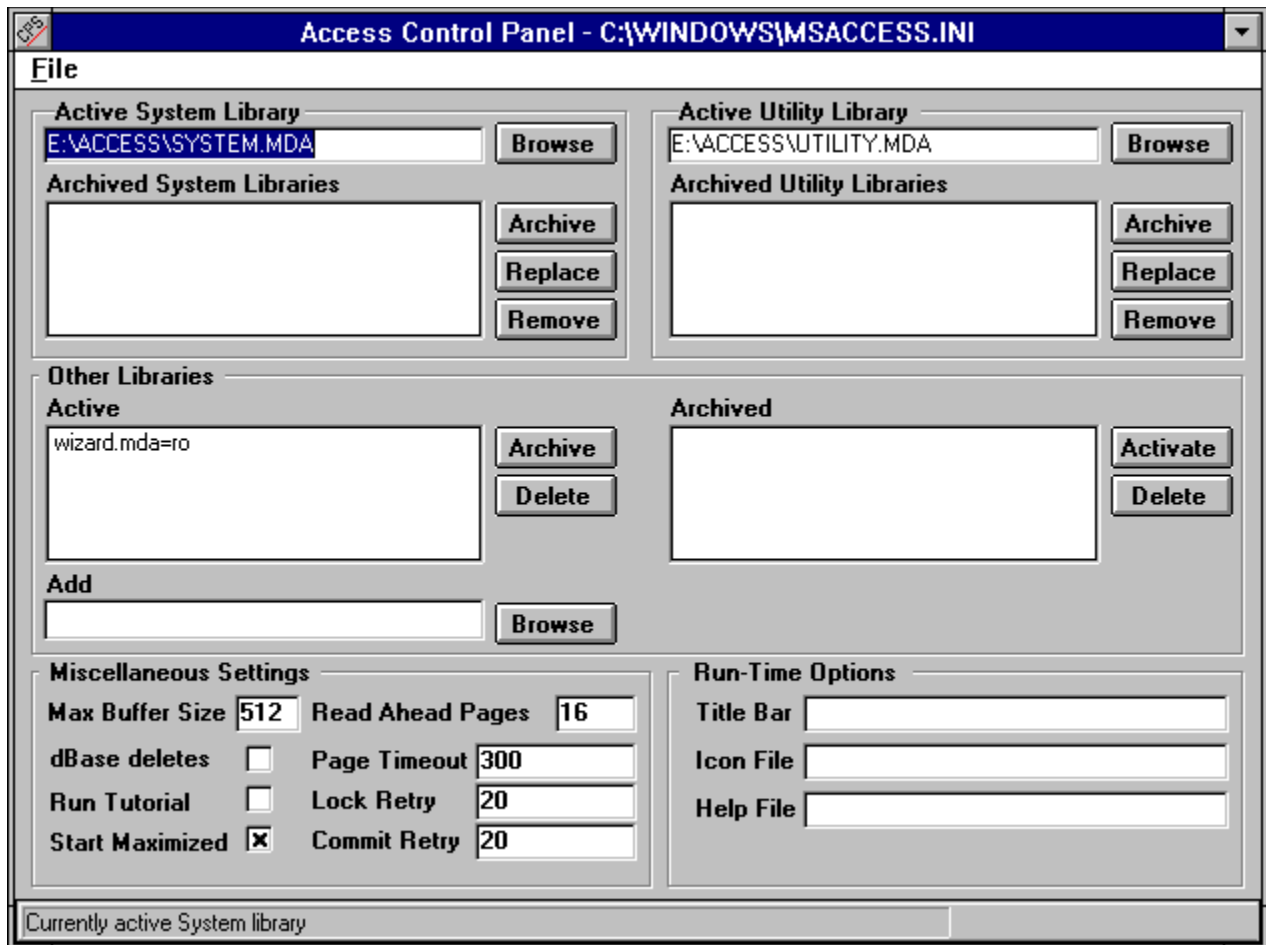 CPS
Access Control Panel - C:\WINDOWS\MSACCESS.INI
File
Active System Library
E:\ACCESS\SYSTEM.MDA
Browse
Archived System Libraries
Archive
Replace
Remove
Active Utility Library
E:\ACCESS\UTILITY.MDA
Browse
Archived Utility Libraries
Archive
Replace
Remove
Other Libraries
Active
wizard.mda=ro
Archive
Delete
Archived
Activate
Delete
Add
Browse
Miscellaneous Settings
Max Buffer Size 512 Read Ahead Pages 16
dBase deletes Page Timeout 300
Run Tutorial Lock Retry 20
Start Maximized Commit Retry 20
Run-Time Options
Title Bar
Icon File
Help File
Currently active System library